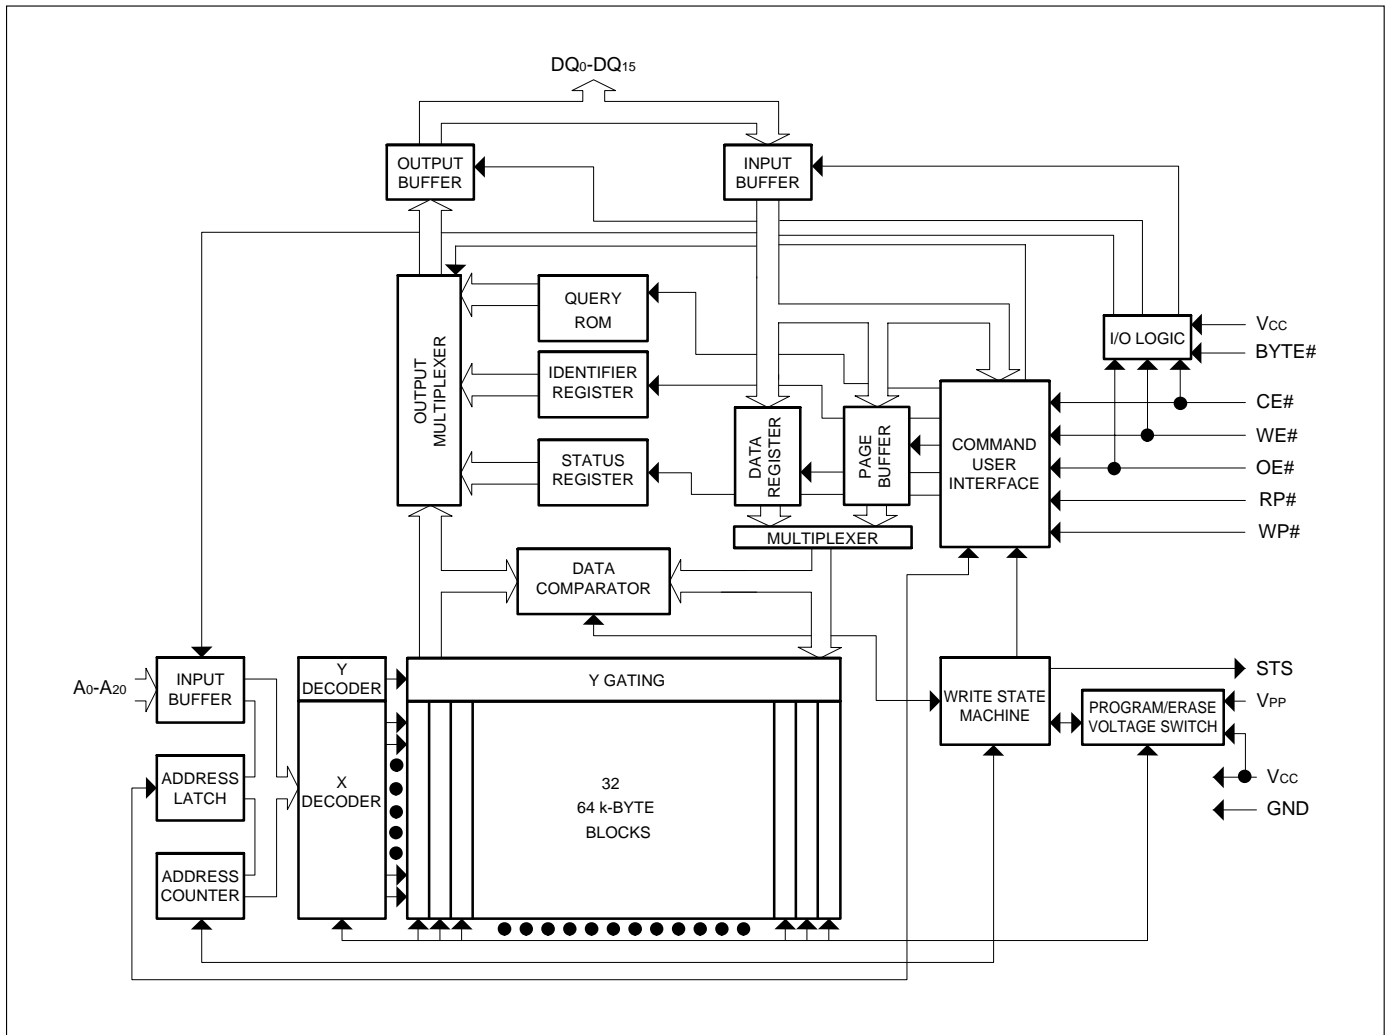 DQ0-DQ15
OUTPUT
BUFFER
INPUT
BUFFER
QUERY
ROM
IDENTIFIER
REGISTER
STATUS
REGISTER
OUTPUT
MULTIPLEXER
DATA
REGISTER
PAGE
BUFFER
COMMAND
USER
INTERFACE
I/O LOGIC
VCC
BYTE#
CE#
WE#
OE#
RP#
WP#
MULTIPLEXER
DATA
COMPARATOR
A0-A20
INPUT
BUFFER
Y
DECODER
Y GATING
WRITE STATE
MACHINE
PROGRAM/ERASE
VOLTAGE SWITCH
STS
VPP
VCC
GND
ADDRESS
LATCH
X
DECODER
32
64 k-BYTE
BLOCKS
ADDRESS
COUNTER